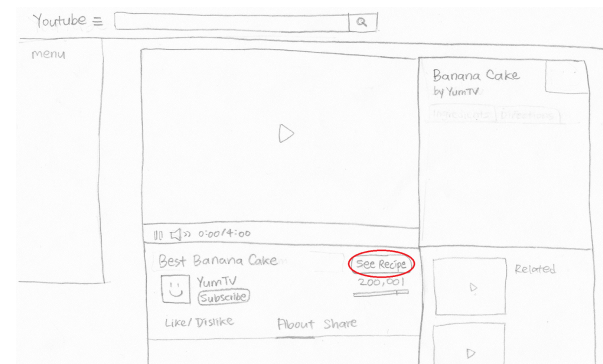 Youtube
menu
Banana Cake
by YumTV
0:00/4:00
Best Banana Cake
See Recipe
YumTV
200,001
Subscribe
Like/Dislike
About Share
Related